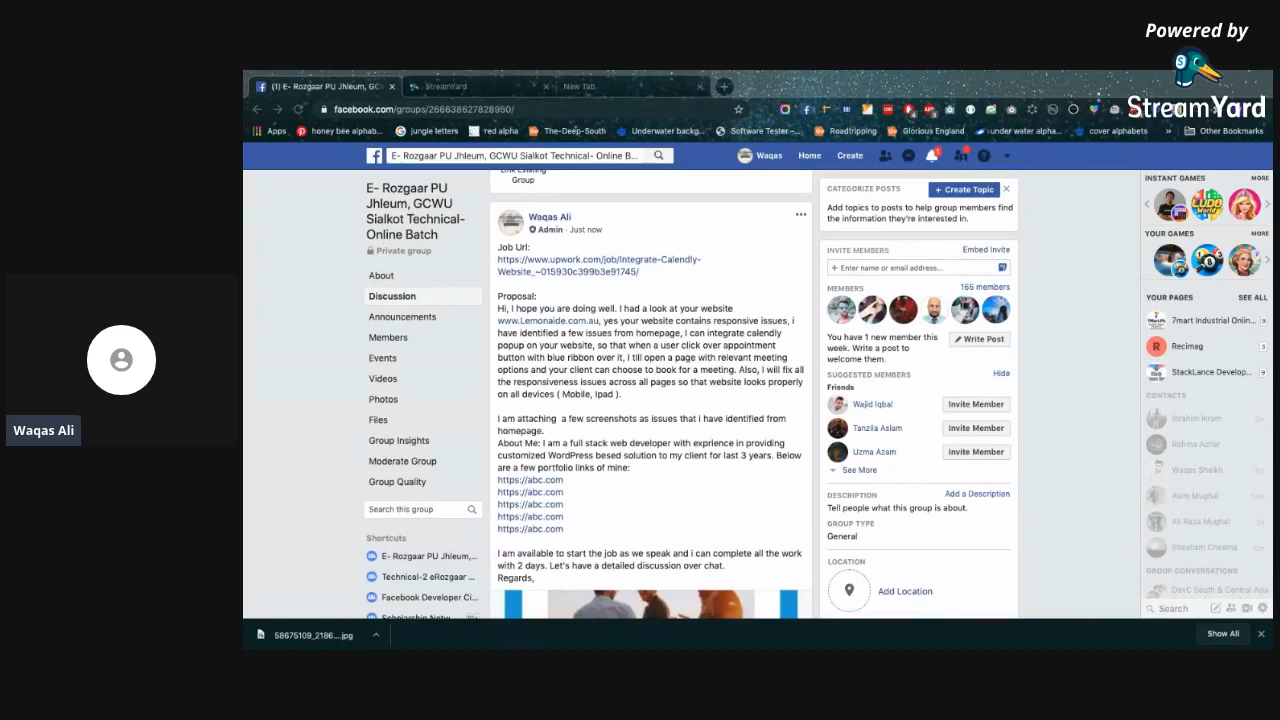 Powered by
StreamYard
(1) E- Rozgaar PU Jhleum, GC
StreamYard
New Tab
facebook.com/groups/266638627828950/
Apps
honey bee alphab...
jungle letters
red alpha
The-Deep-South
Underwater backg...
Software Tester –...
Roadtripping
Glorious England
under water alpha...
cover alphabets
»
Other Bookmarks
E- Rozgaar PU Jhleum, GCWU Sialkot Technical- Online B...
Waqas
Home
Create
E- Rozgaar PU
Jhleum, GCWU
Sialkot Technical-
Online Batch
Private group
About
Discussion
Announcements
Members
Events
Videos
Photos
Files
Group Insights
Moderate Group
Group Quality
Search this group
Shortcuts
E- Rozgaar PU Jhleum,...
Technical-2 eRozgaar ...
Facebook Developer Ci...
Link Existing
Group
Waqas Ali
Admin · Just now
Job Url:
https://www.upwork.com/job/Integrate-Calendly-
Website_~015930c399b3e91745/
Proposal:
Hi, I hope you are doing well. I had a look at your website
www.Lemonaide.com.au, yes your website contains responsive issues, i
have identified a few issues from homepage, I can integrate calendly
popup on your website, so that when a user click over appointment
button with blue ribbon over it, I till open a page with relevant meeting
options and your client can choose to book for a meeting. Also, I will fix all
the responsiveness issues across all pages so that website looks properly
on all devices ( Mobile, Ipad ).
I am attaching  a few screenshots as issues that i have identified from
homepage.
About Me: I am a full stack web developer with exprience in providing
customized WordPress besed solution to my client for last 3 years. Below
are a few portfolio links of mine:
https://abc.com
https://abc.com
https://abc.com
https://abc.com
https://abc.com
I am available to start the job as we speak and i can complete all the work
with 2 days. Let's have a detailed discussion over chat.
Regards,
CATEGORIZE POSTS
+ Create Topic
Add topics to posts to help group members find
the information they're interested in.
INVITE MEMBERS
Embed Invite
+ Enter name or email address...
MEMBERS
165 members
You have 1 new member this
week. Write a post to
welcome them.
Write Post
SUGGESTED MEMBERS
Hide
Friends
Wajid Iqbal
Invite Member
Tanzila Aslam
Invite Member
Uzma Azam
Invite Member
See More
DESCRIPTION
Add a Description
Tell people what this group is about.
GROUP TYPE
General
LOCATION
Add Location
INSTANT GAMES
MORE
YOUR GAMES
MORE
YOUR PAGES
SEE ALL
7mart Industrial Onlin...
9
Recimag
3
StackLance Develop...
9
CONTACTS
Ibrahim Ikram
Rohma Azhar
Waqas Sheikh
Asim Mughal
Ali Raza Mughal
Ihtesham Cheema
GROUP CONVERSATIONS
DevC South & Central Asia
Search
Waqas Ali
58675109_2186....jpg
Show All